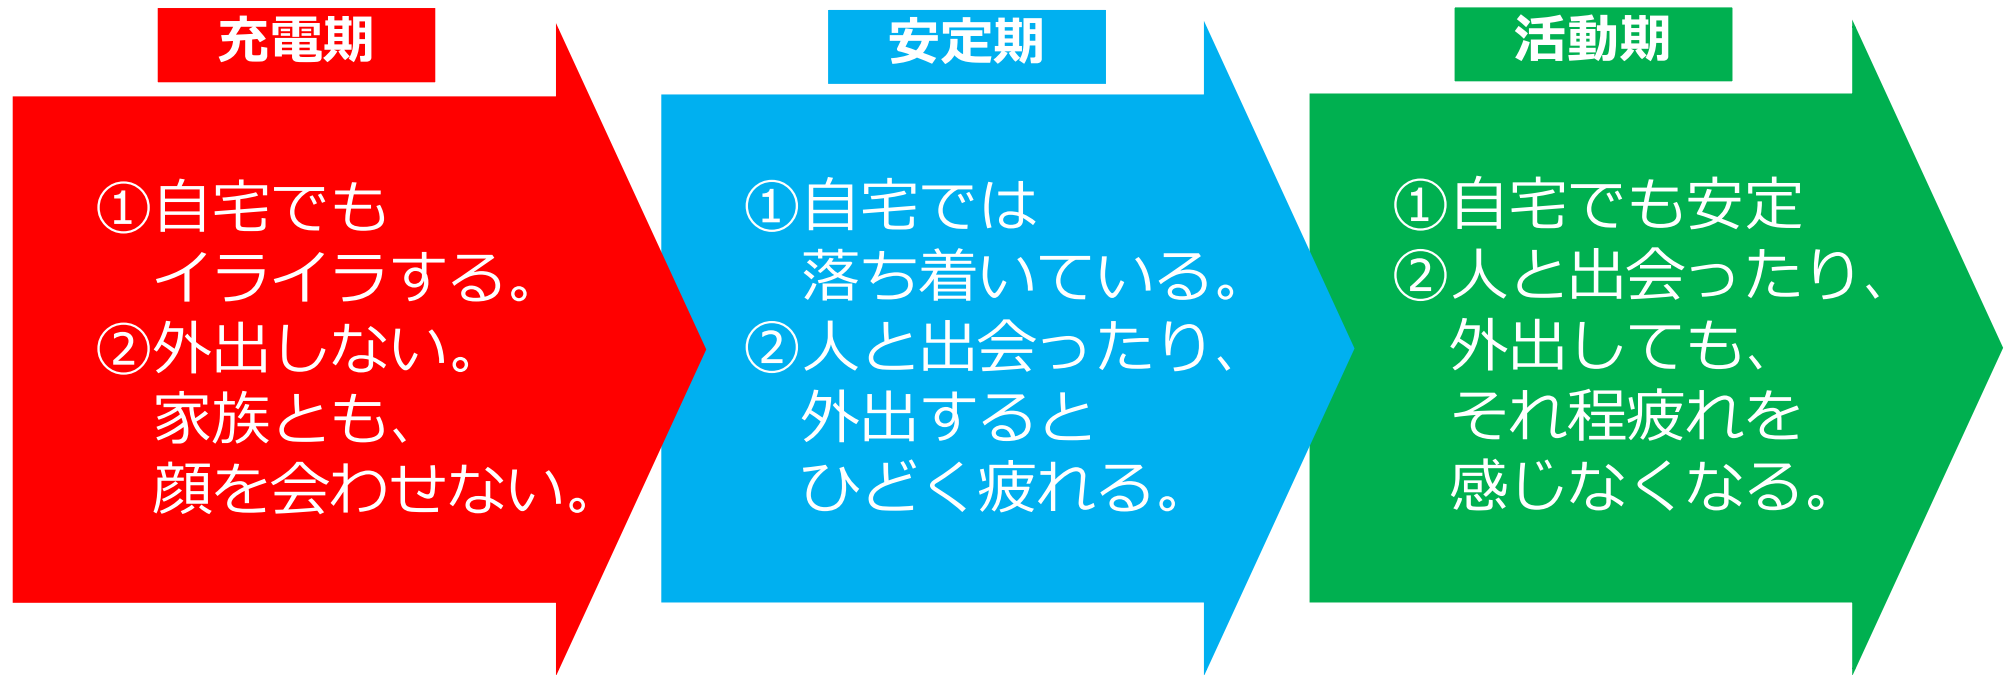 充電期
①自宅でも
イライラする。
②外出しない。
家族とも、
顔を会わせない。
安定期
①自宅では
落ち着いている。
②人と出会ったり、
外出すると
ひどく疲れる。
活動期
①自宅でも安定
②人と出会ったり、
外出しても、
それ程疲れを
感じなくなる。